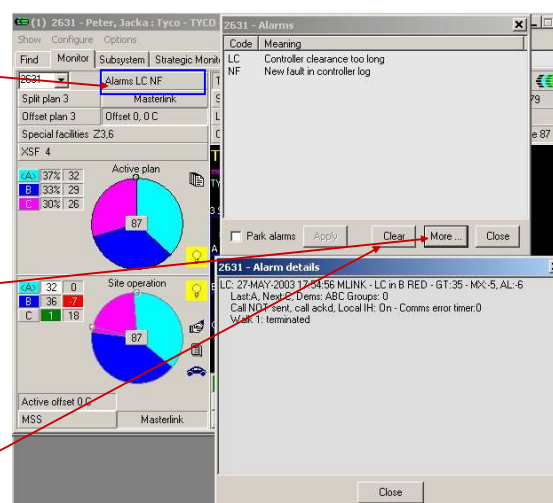 (1) 2631 - Peter, Jacka : Tyco - TYCO
Show Configure Options
Find Monitor Subsystem Strategic Monit
2631 Alarms LC NF
Split plan 3 Masterlink
Offset plan 3 Offset 0, 0 C
Special facilities Z3,6
XSF 4
Active plan
<A> 37% 32
B 33% 29
C 30% 26
87
Site operation
<A> 32 0
B 36 -7
C 1 18
87
Active offset 0 C
MSS Masterlink
2631 - Alarms
Code Meaning
LC Controller clearance too long
NF New fault in controller log
Park alarms Apply Clear More ... Close
79
e 87
2631 - Alarm details
LC: 27-MAY-2003 17:54:56 MLINK - LC in B RED - GT:35 - MX:-5, AL:-6
Last:A, Next:C, Dems: ABC Groups: 0
Call NOT sent, call ackd, Local IH: On - Comms error timer:0
Walk 1: terminated
Close